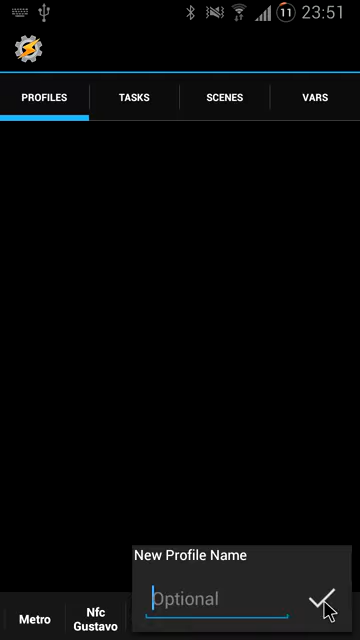 11 23:51
PROFILES TASKS SCENES VARS
New Profile Name
Optional
Metro Nfc Gustavo